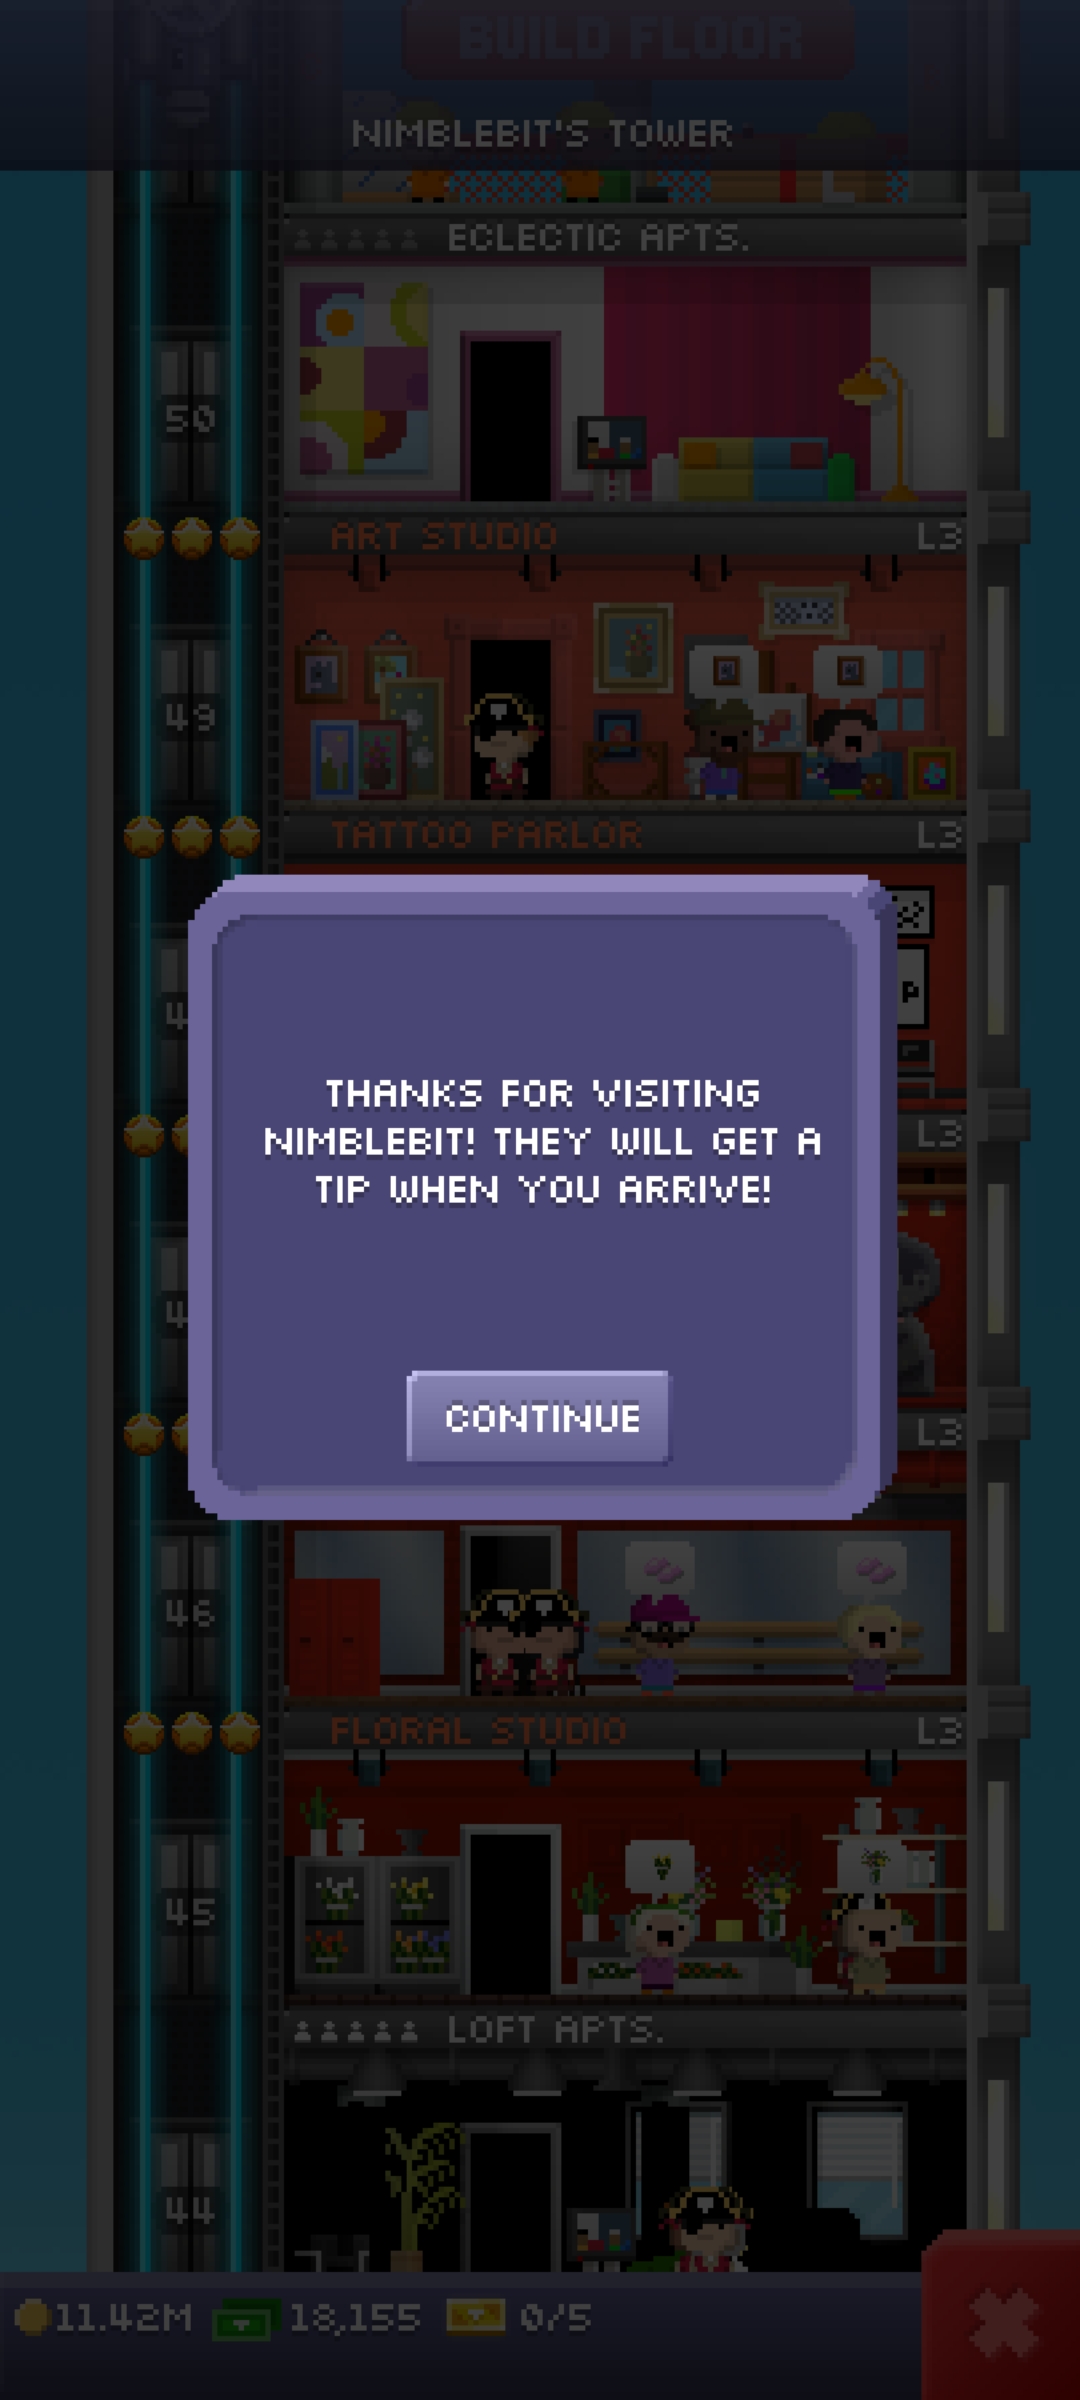 BUILD FLOOR
NIMBLEBIT'S TOWER
ECLECTIC APTS.
50
ART STUDIO L3
49
TATTOO PARLOR L3
P
THANKS FOR VISITING
NIMBLEBIT! THEY WILL GET A
TIP WHEN YOU ARRIVE!
L3
CONTINUE
L3
46
FLORAL STUDIO L3
45
LOFT APTS.
44
11.42M 18,155 0/5